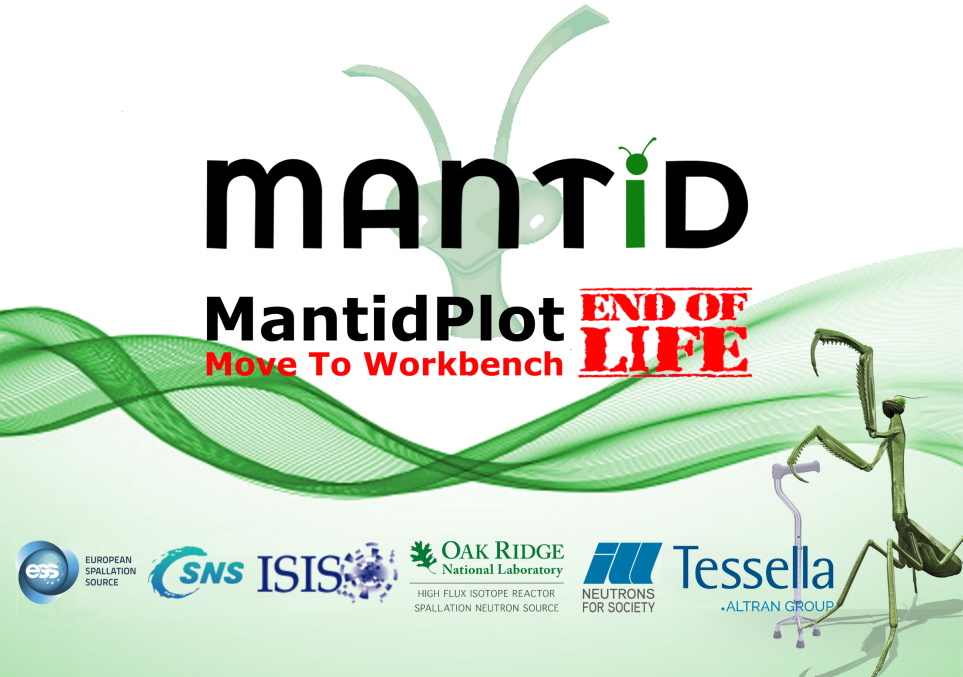 MANTiD
MantidPlot
Move To Workbench
END OF
LIFE
ess
EUROPEAN
SPALLATION
SOURCE
SNS
ISIS
OAK RIDGE
National Laboratory
HIGH FLUX ISOTOPE REACTOR
SPALLATION NEUTRON SOURCE
ill
NEUTRONS
FOR SOCIETY
Tessella
.ALTRAN GROUP